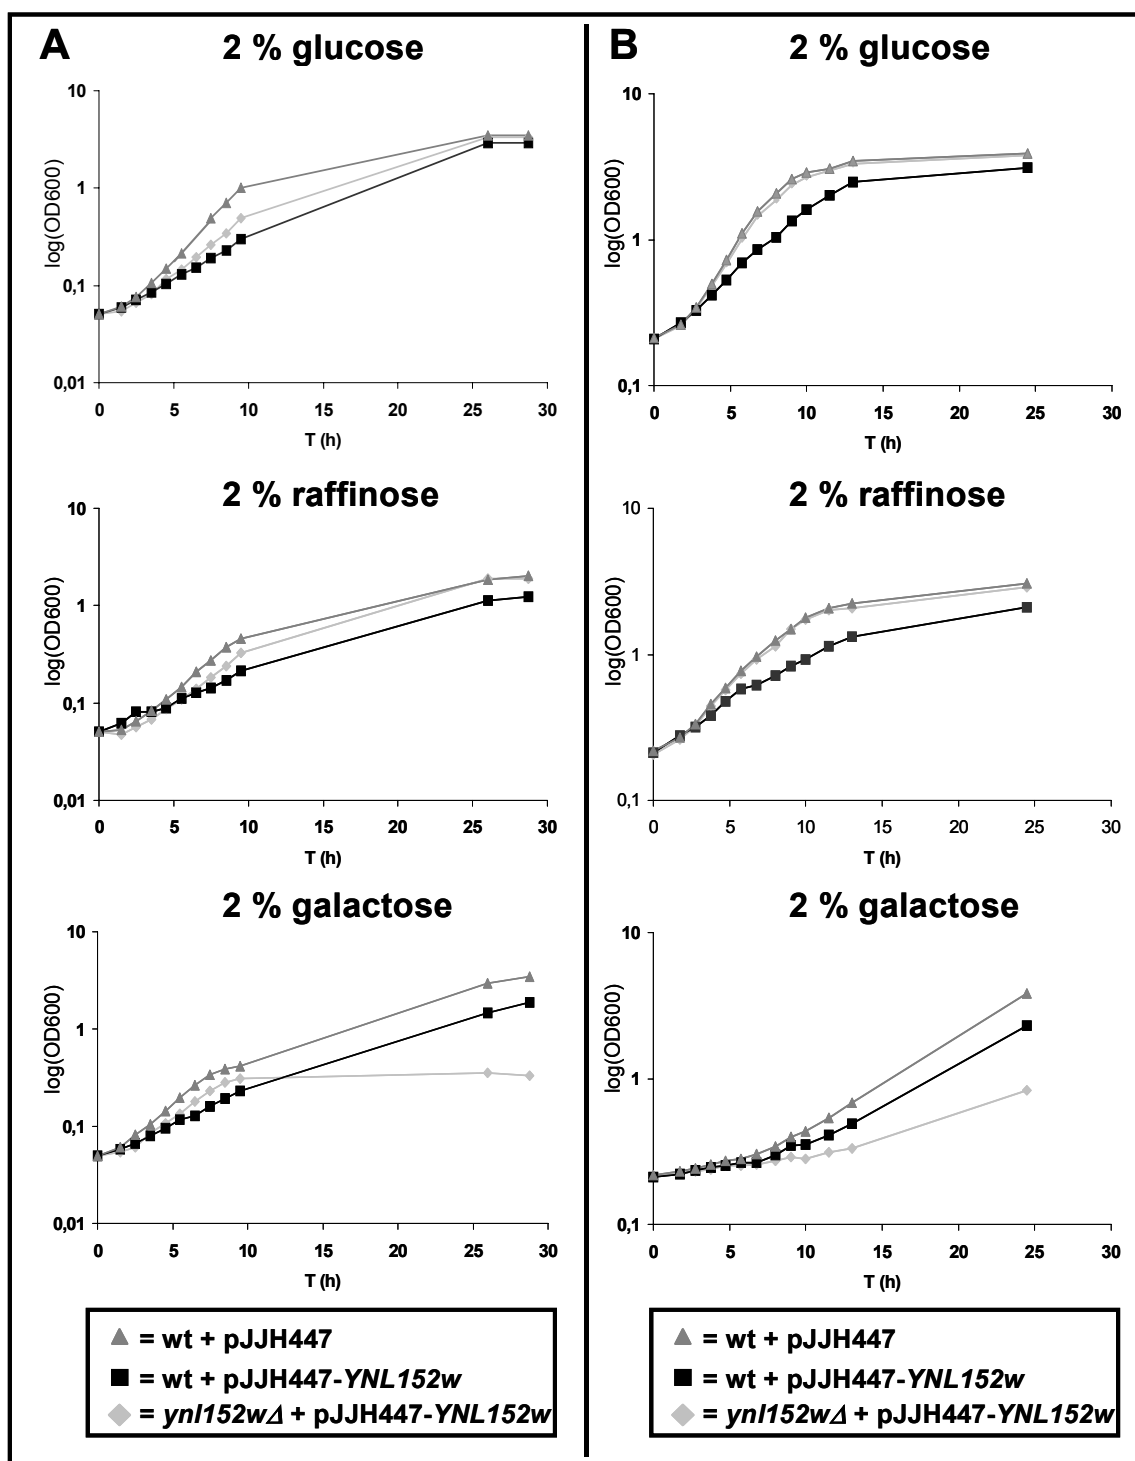 A
2 % glucose
10
1
0,1
0,01
log(OD600)
0 5 10 15 20 25 30
T (h)
2 % raffinose
10
1
0,1
0,01
log(OD600)
0 5 10 15 20 25 30
T (h)
2 % galactose
10
1
0,1
0,01
log(OD600)
0 5 10 15 20 25 30
T (h)
= wt + pJJH447
= wt + pJJH447-YNL152w
= ynl152wΔ + pJJH447-YNL152w
B
2 % glucose
10
1
0,1
log(OD600)
0 5 10 15 20 25 30
T (h)
2 % raffinose
10
1
0,1
log(OD600)
0 5 10 15 20 25 30
T (h)
2 % galactose
10
1
0,1
log(OD600)
0 5 10 15 20 25 30
T (h)
= wt + pJJH447
= wt + pJJH447-YNL152w
= ynl152wΔ + pJJH447-YNL152w